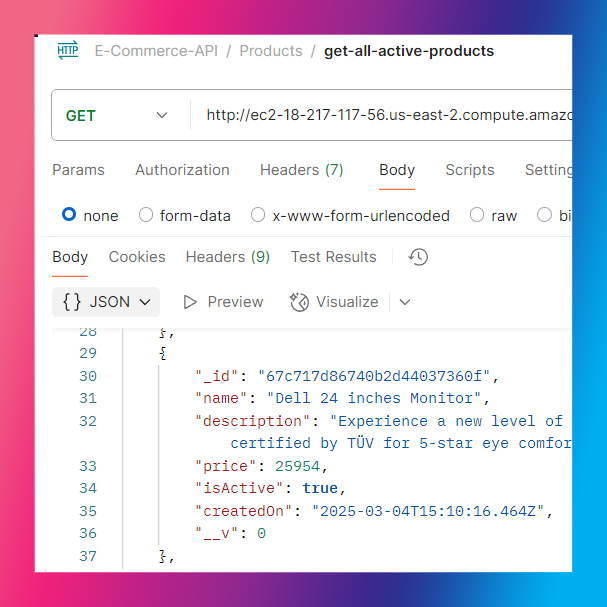 HTTP E-Commerce-API / Products / get-all-active-products
GET http://ec2-18-217-117-56.us-east-2.compute.amazo
Params Authorization Headers (7) Body Scripts Setting
none form-data x-www-form-urlencoded raw bi
Body Cookies Headers (9) Test Results
{} JSON Preview Visualize
28 },
29 {
30 "_id": "67c717d86740b2d44037360f",
31 "name": "Dell 24 inches Monitor",
32 "description": "Experience a new level of
certified by TÜV for 5-star eye comfor
33 "price": 25954,
34 "isActive": true,
35 "createdOn": "2025-03-04T15:10:16.464Z",
36 "__v": 0
37 },